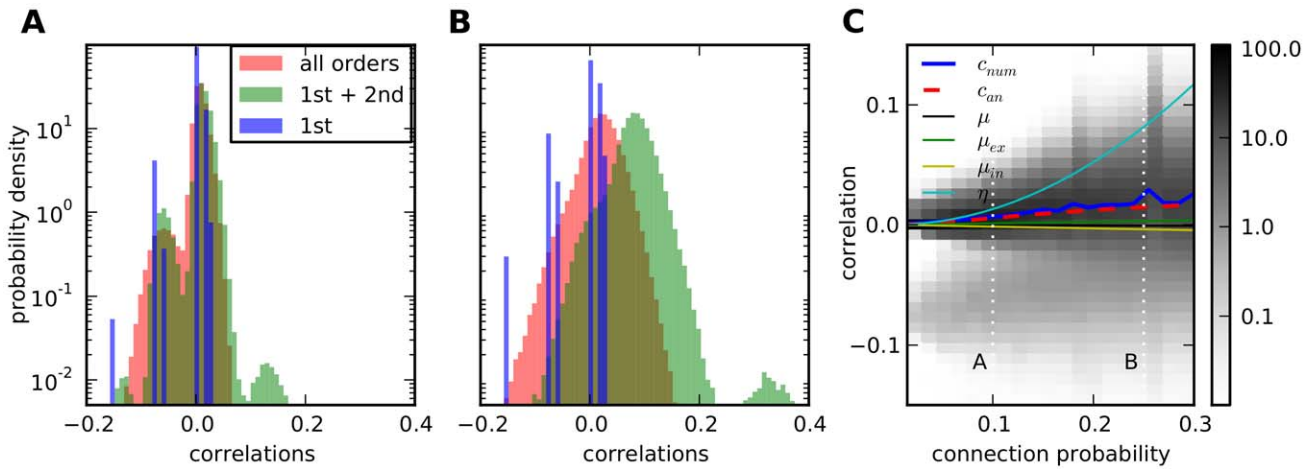 A
all orders
1st + 2nd
1st
probability density
10¹
10⁰
10⁻¹
10⁻²
−0.2
0.0
0.2
0.4
correlations
B
−0.2
0.0
0.2
0.4
correlations
C
c_num
c_an
μ
μ_ex
μ_in
η
correlation
0.1
0.0
−0.1
A
B
0.1
0.2
0.3
connection probability
100.0
10.0
1.0
0.1